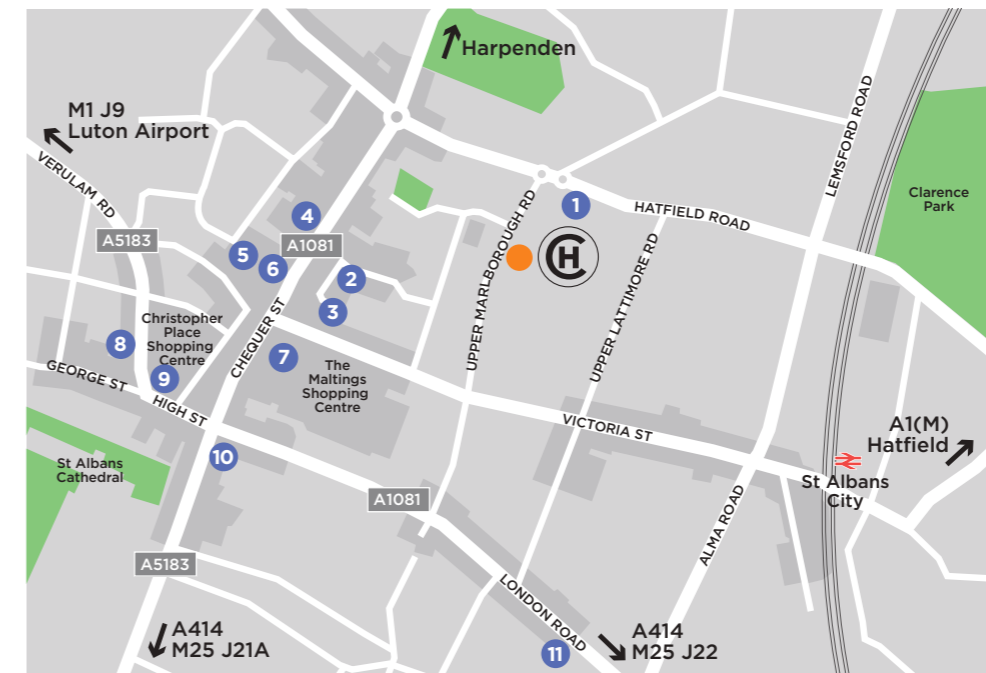 Harpenden
M1 J9
Luton Airport
VERULAM RD
A5183
LEMSFORD ROAD
Clarence
Park
1
HATFIELD ROAD
4
A1081
UPPER MARLBOROUGH RD
CH
5
6
2
3
UPPER LATTIMORE RD
CHEQUER ST
Christopher
Place
Shopping
Centre
8
7
The
Maltings
Shopping
Centre
GEORGE ST
9
HIGH ST
VICTORIA ST
A1(M)
Hatfield
10
St Albans
Cathedral
St Albans
City
A1081
ALMA ROAD
A5183
LONDON ROAD
A414
M25 J21A
A414
M25 J22
11